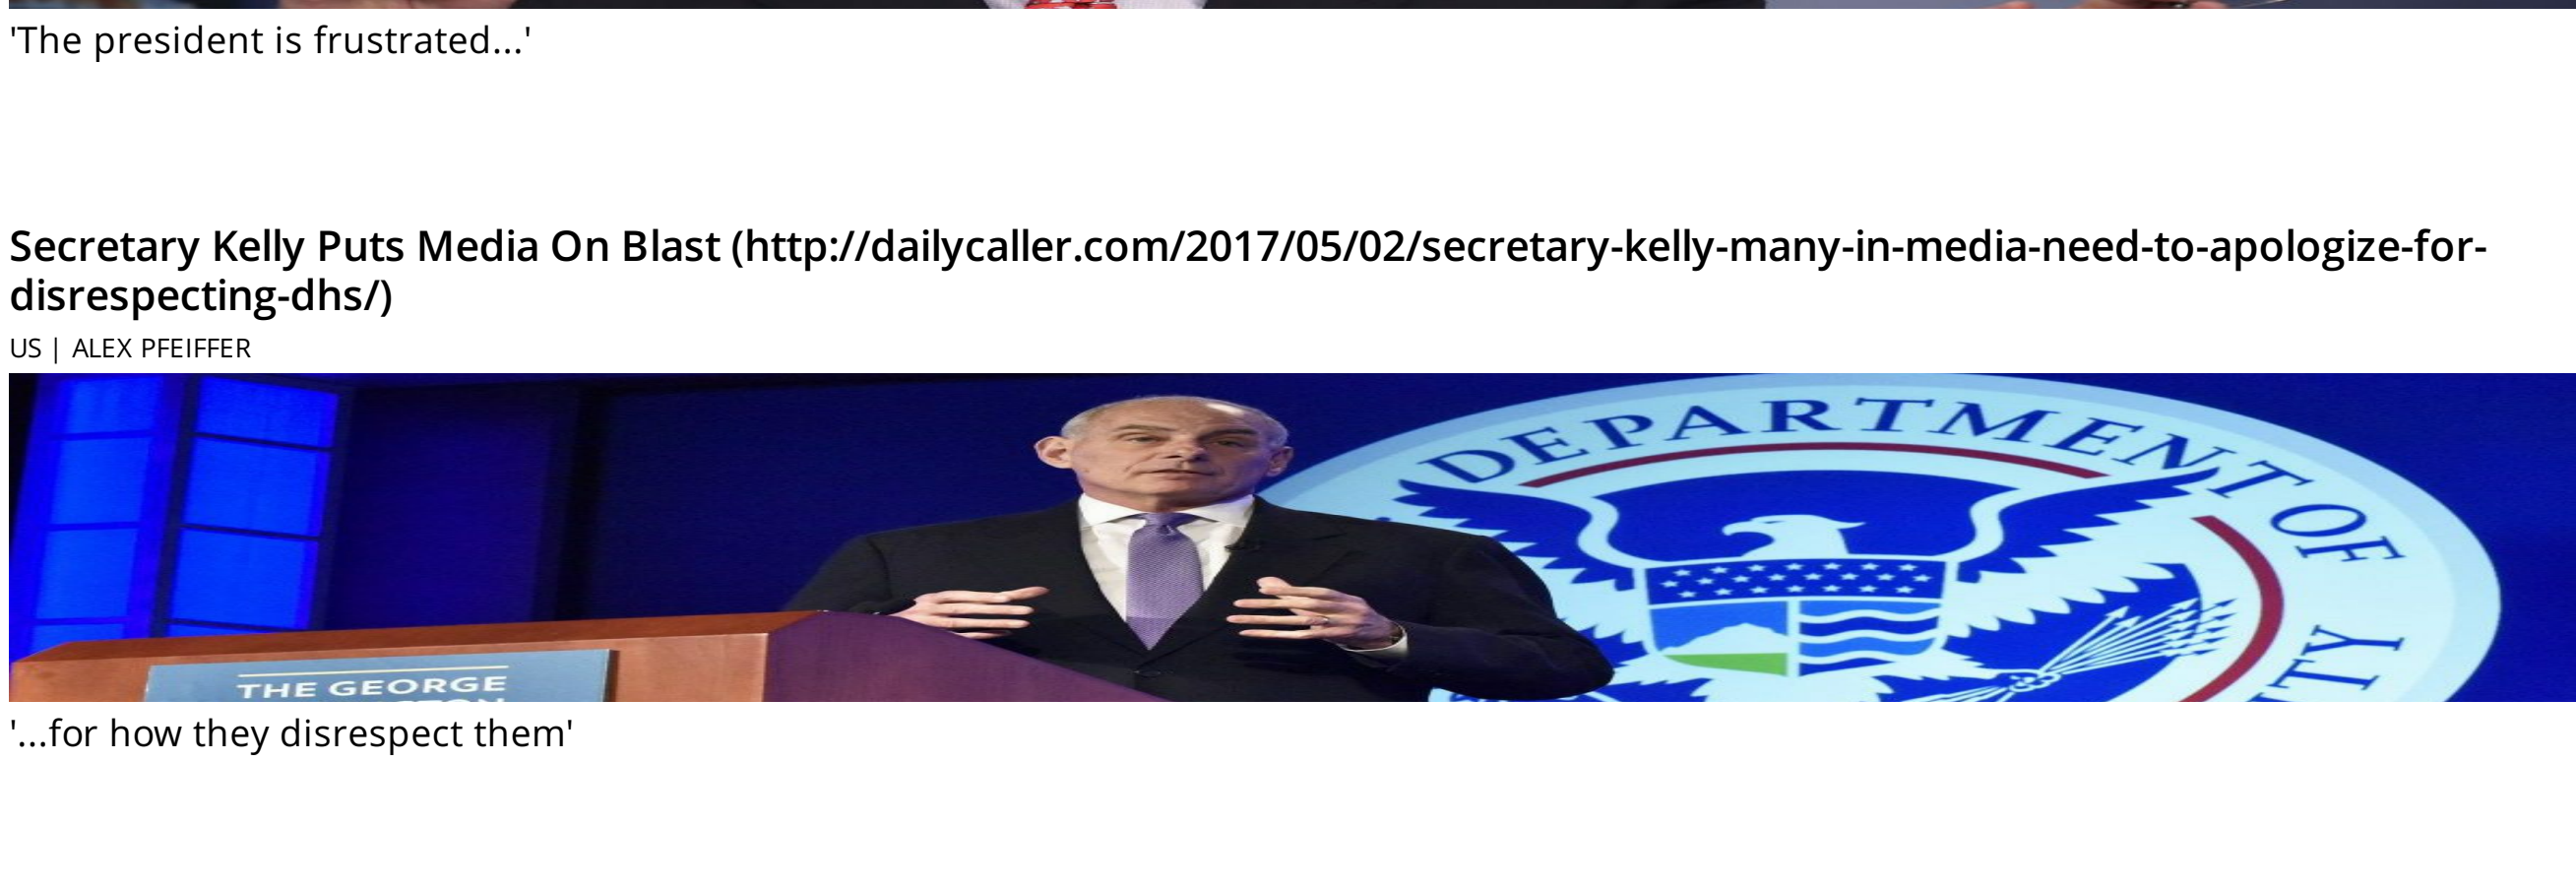 'The president is frustrated...'
Secretary Kelly Puts Media On Blast (http://dailycaller.com/2017/05/02/secretary-kelly-many-in-media-need-to-apologize-for-
disrespecting-dhs/)
US | ALEX PFEIFFER
DEPARTMENT OF
THE GEORGE
'...for how they disrespect them'